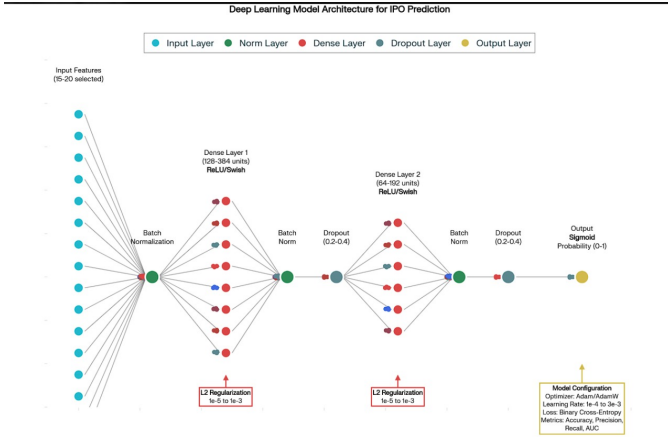 Deep Learning Model Architecture for IPO Prediction
Input Layer
Norm Layer
Dense Layer
Dropout Layer
Output Layer
Input Features
(15-20 selected)
Batch
Normalization
Dense Layer 1
(128-384 units)
ReLU/Swish
L2 Regularization
1e-5 to 1e-3
Batch
Norm
Dropout
(0.2-0.4)
Dense Layer 2
(64-192 units)
ReLU/Swish
L2 Regularization
1e-5 to 1e-3
Batch
Norm
Dropout
(0.2-0.4)
Output
Sigmoid
Probability (0-1)
Model Configuration
Optimizer: Adam/AdamW
Learning Rate: 1e-4 to 3e-3
Loss: Binary Cross-Entropy
Metrics: Accuracy, Precision,
Recall, AUC